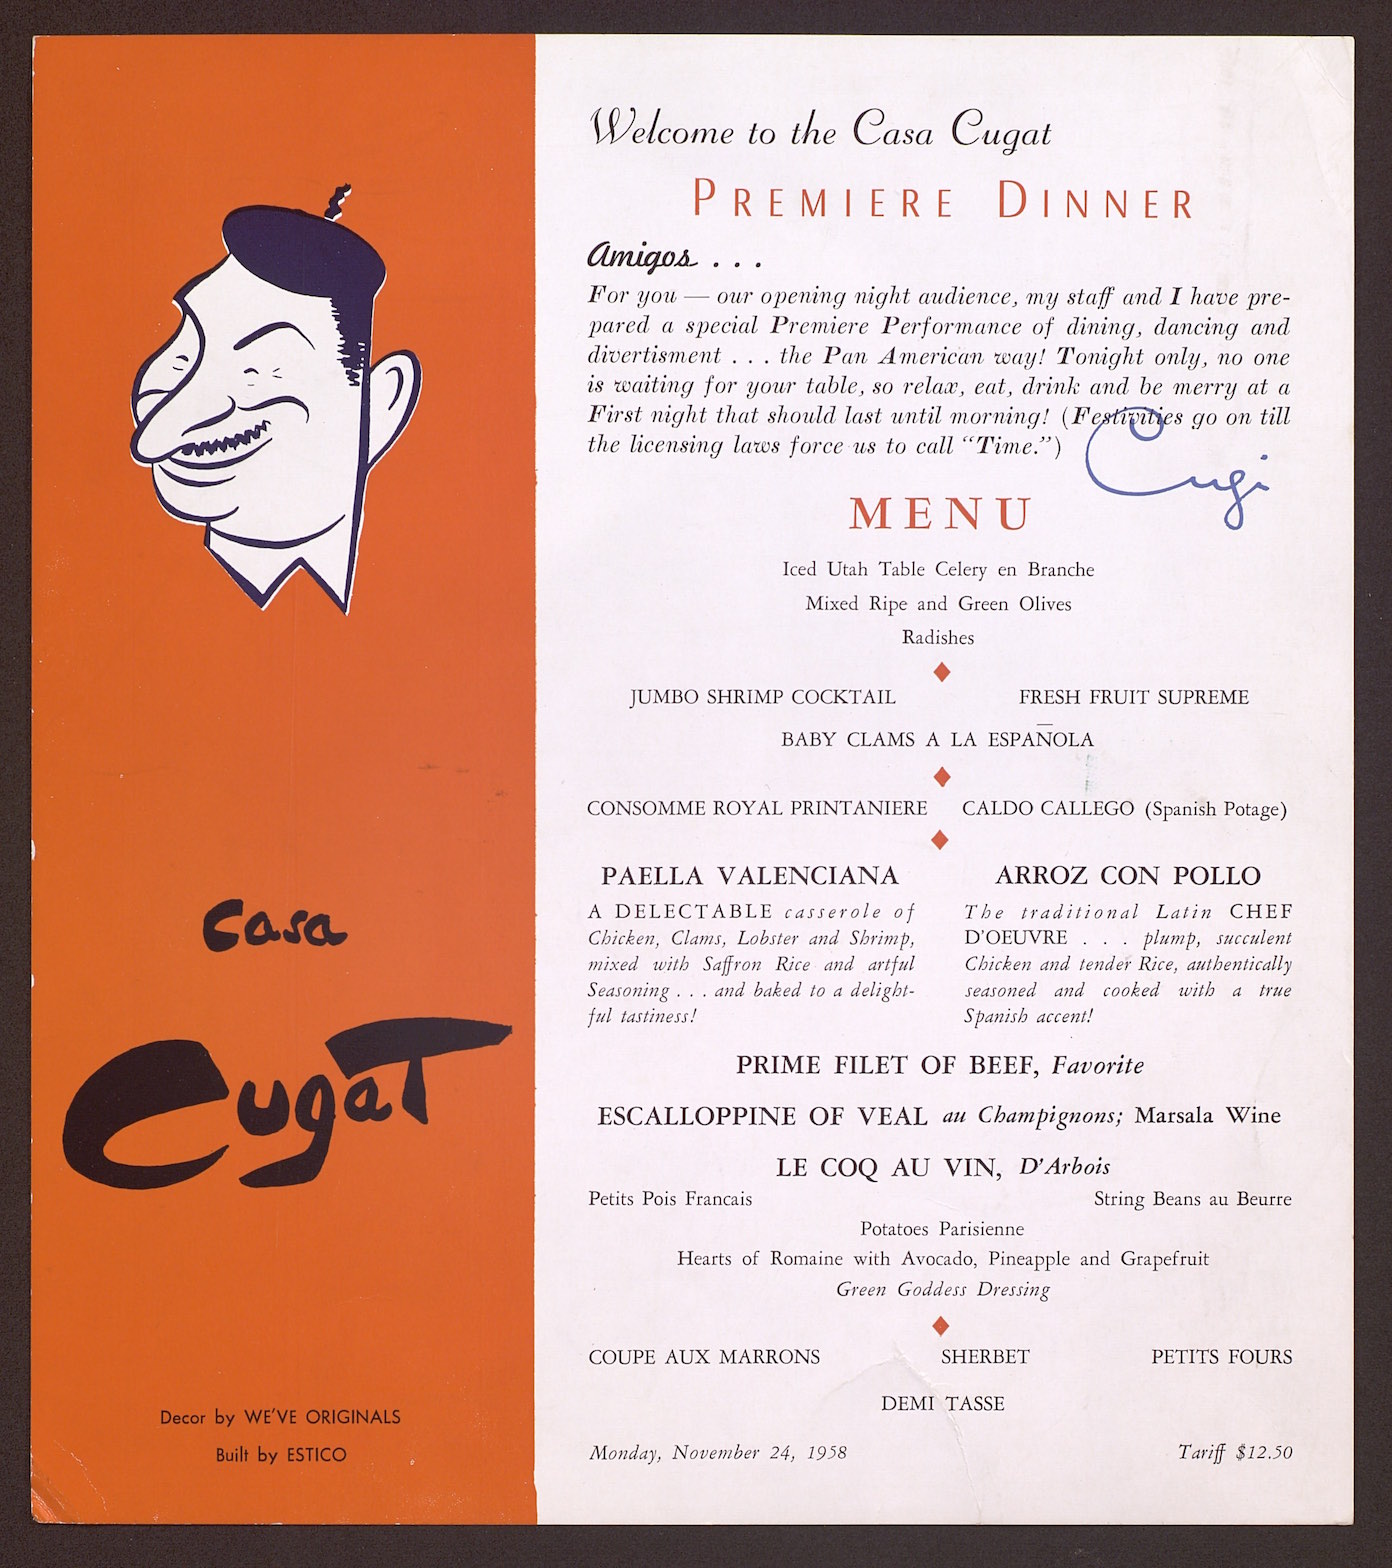 casa
Cugat
Decor by WE'VE ORIGINALS
Built by ESTICO
Welcome to the Casa Cugat
PREMIERE DINNER
Amigos . . .
For you — our opening night audience, my staff and I have pre-
pared a special Premiere Performance of dining, dancing and
divertisment . . . the Pan American way! Tonight only, no one
is waiting for your table, so relax, eat, drink and be merry at a
First night that should last until morning! (Festivities go on till
the licensing laws force us to call "Time.")
Cugi
MENU
Iced Utah Table Celery en Branche
Mixed Ripe and Green Olives
Radishes
JUMBO SHRIMP COCKTAIL FRESH FRUIT SUPREME
BABY CLAMS A LA ESPAÑOLA
CONSOMME ROYAL PRINTANIERE CALDO CALLEGO (Spanish Potage)
PAELLA VALENCIANA
A DELECTABLE casserole of
Chicken, Clams, Lobster and Shrimp,
mixed with Saffron Rice and artful
Seasoning . . . and baked to a delight-
ful tastiness!
ARROZ CON POLLO
The traditional Latin CHEF
D'OEUVRE . . . plump, succulent
Chicken and tender Rice, authentically
seasoned and cooked with a true
Spanish accent!
PRIME FILET OF BEEF, Favorite
ESCALLOPPINE OF VEAL au Champignons; Marsala Wine
LE COQ AU VIN, D'Arbois
Petits Pois Francais String Beans au Beurre
Potatoes Parisienne
Hearts of Romaine with Avocado, Pineapple and Grapefruit
Green Goddess Dressing
COUPE AUX MARRONS SHERBET PETITS FOURS
DEMI TASSE
Monday, November 24, 1958 Tariff $12.50